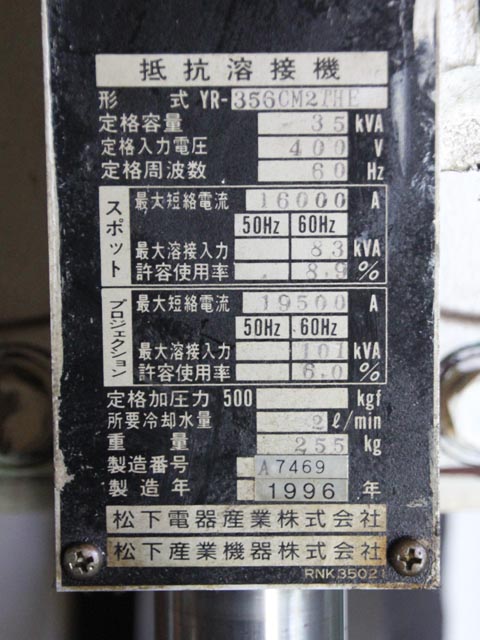 抵抗溶接機
形 式 YR-356CM2THE
定格容量 35 kVA
定格入力電圧 400 V
定格周波数 60 Hz
スポット
最大短絡電流 16000 A
50Hz 60Hz
最大溶接入力 83 kVA
許容使用率 8.9 %
プロジェクション
最大短絡電流 19500 A
50Hz 60Hz
最大溶接入力 101 kVA
許容使用率 6.0 %
定格加圧力 500 kgf
所要冷却水量 2 ℓ/min
重 量 255 kg
製造番号 A7469
製造年 1996 年
松下電器産業株式会社
松下産業機器株式会社
RNK35021